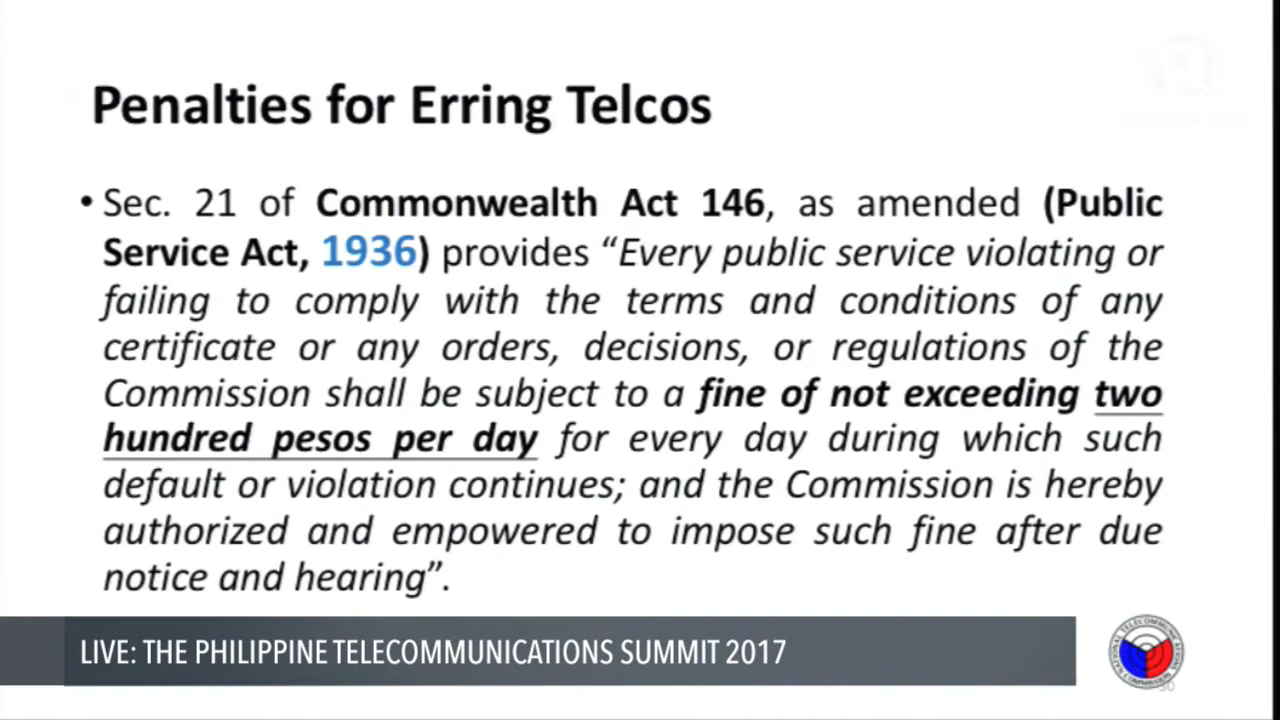 Penalties for Erring Telcos
• Sec. 21 of Commonwealth Act 146, as amended (Public
Service Act, 1936) provides “Every public service violating or
failing to comply with the terms and conditions of any
certificate or any orders, decisions, or regulations of the
Commission shall be subject to a fine of not exceeding two
hundred pesos per day for every day during which such
default or violation continues; and the Commission is hereby
authorized and empowered to impose such fine after due
notice and hearing”.
LIVE: THE PHILIPPINE TELECOMMUNICATIONS SUMMIT 2017
NATIONAL TELECOMMUNICATIONS COMMISSION
30